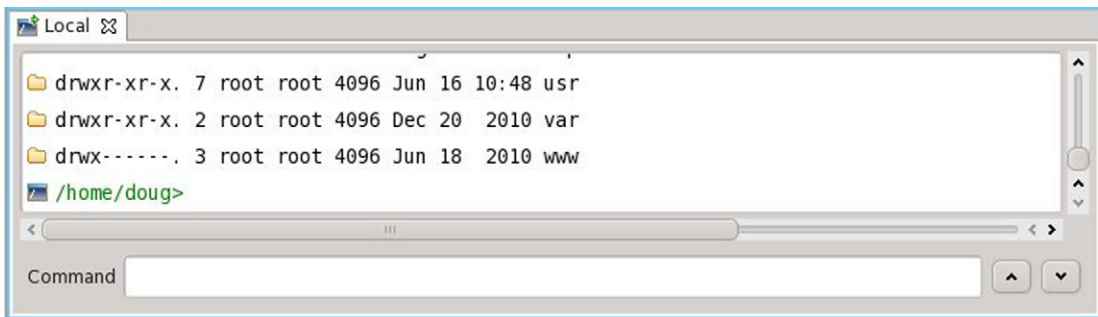 Local
drwxr-xr-x. 7 root root 4096 Jun 16 10:48 usr
drwxr-xr-x. 2 root root 4096 Dec 20  2010 var
drwx------. 3 root root 4096 Jun 18  2010 www
/home/doug>
Command